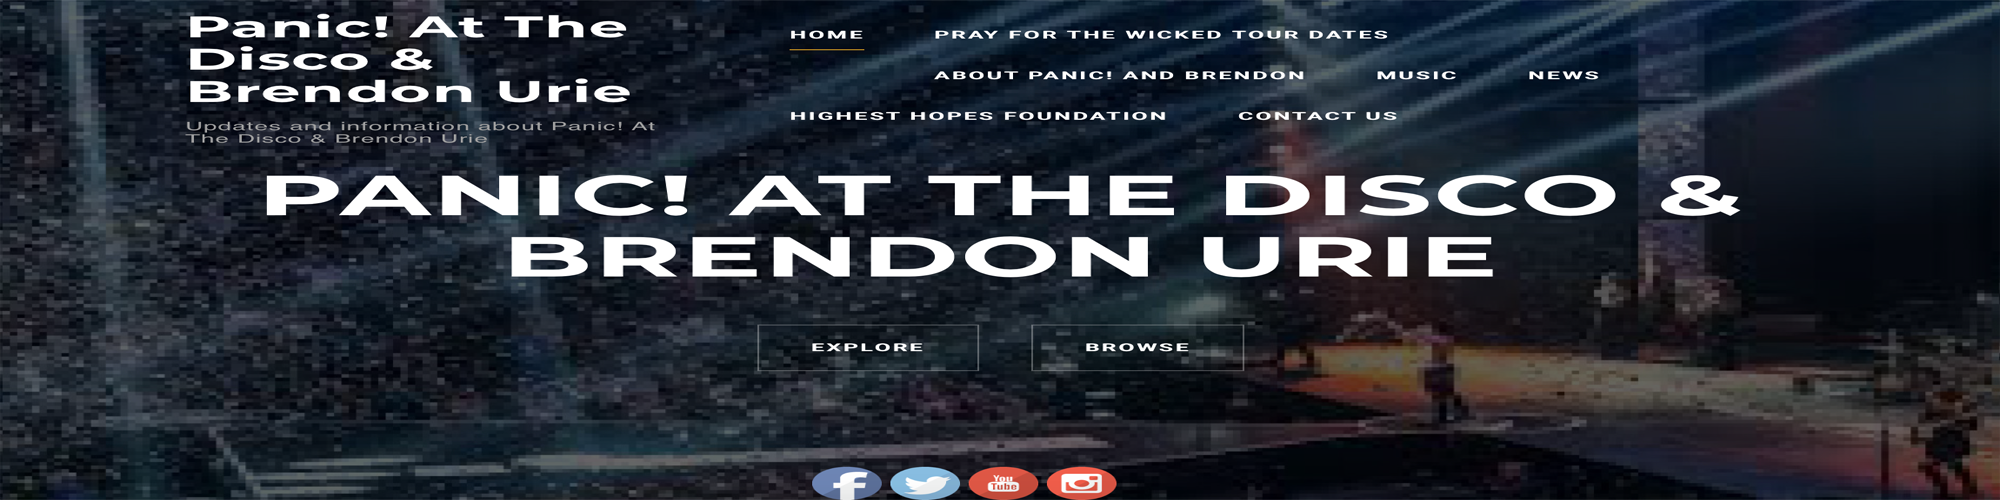 Panic! At The
Disco &
Brendon Urie
Updates and information about Panic! At
The Disco & Brendon Urie
HOME
PRAY FOR THE WICKED TOUR DATES
ABOUT PANIC! AND BRENDON
MUSIC
NEWS
HIGHEST HOPES FOUNDATION
CONTACT US
PANIC! AT THE DISCO &
BRENDON URIE
EXPLORE
BROWSE
You
Tube